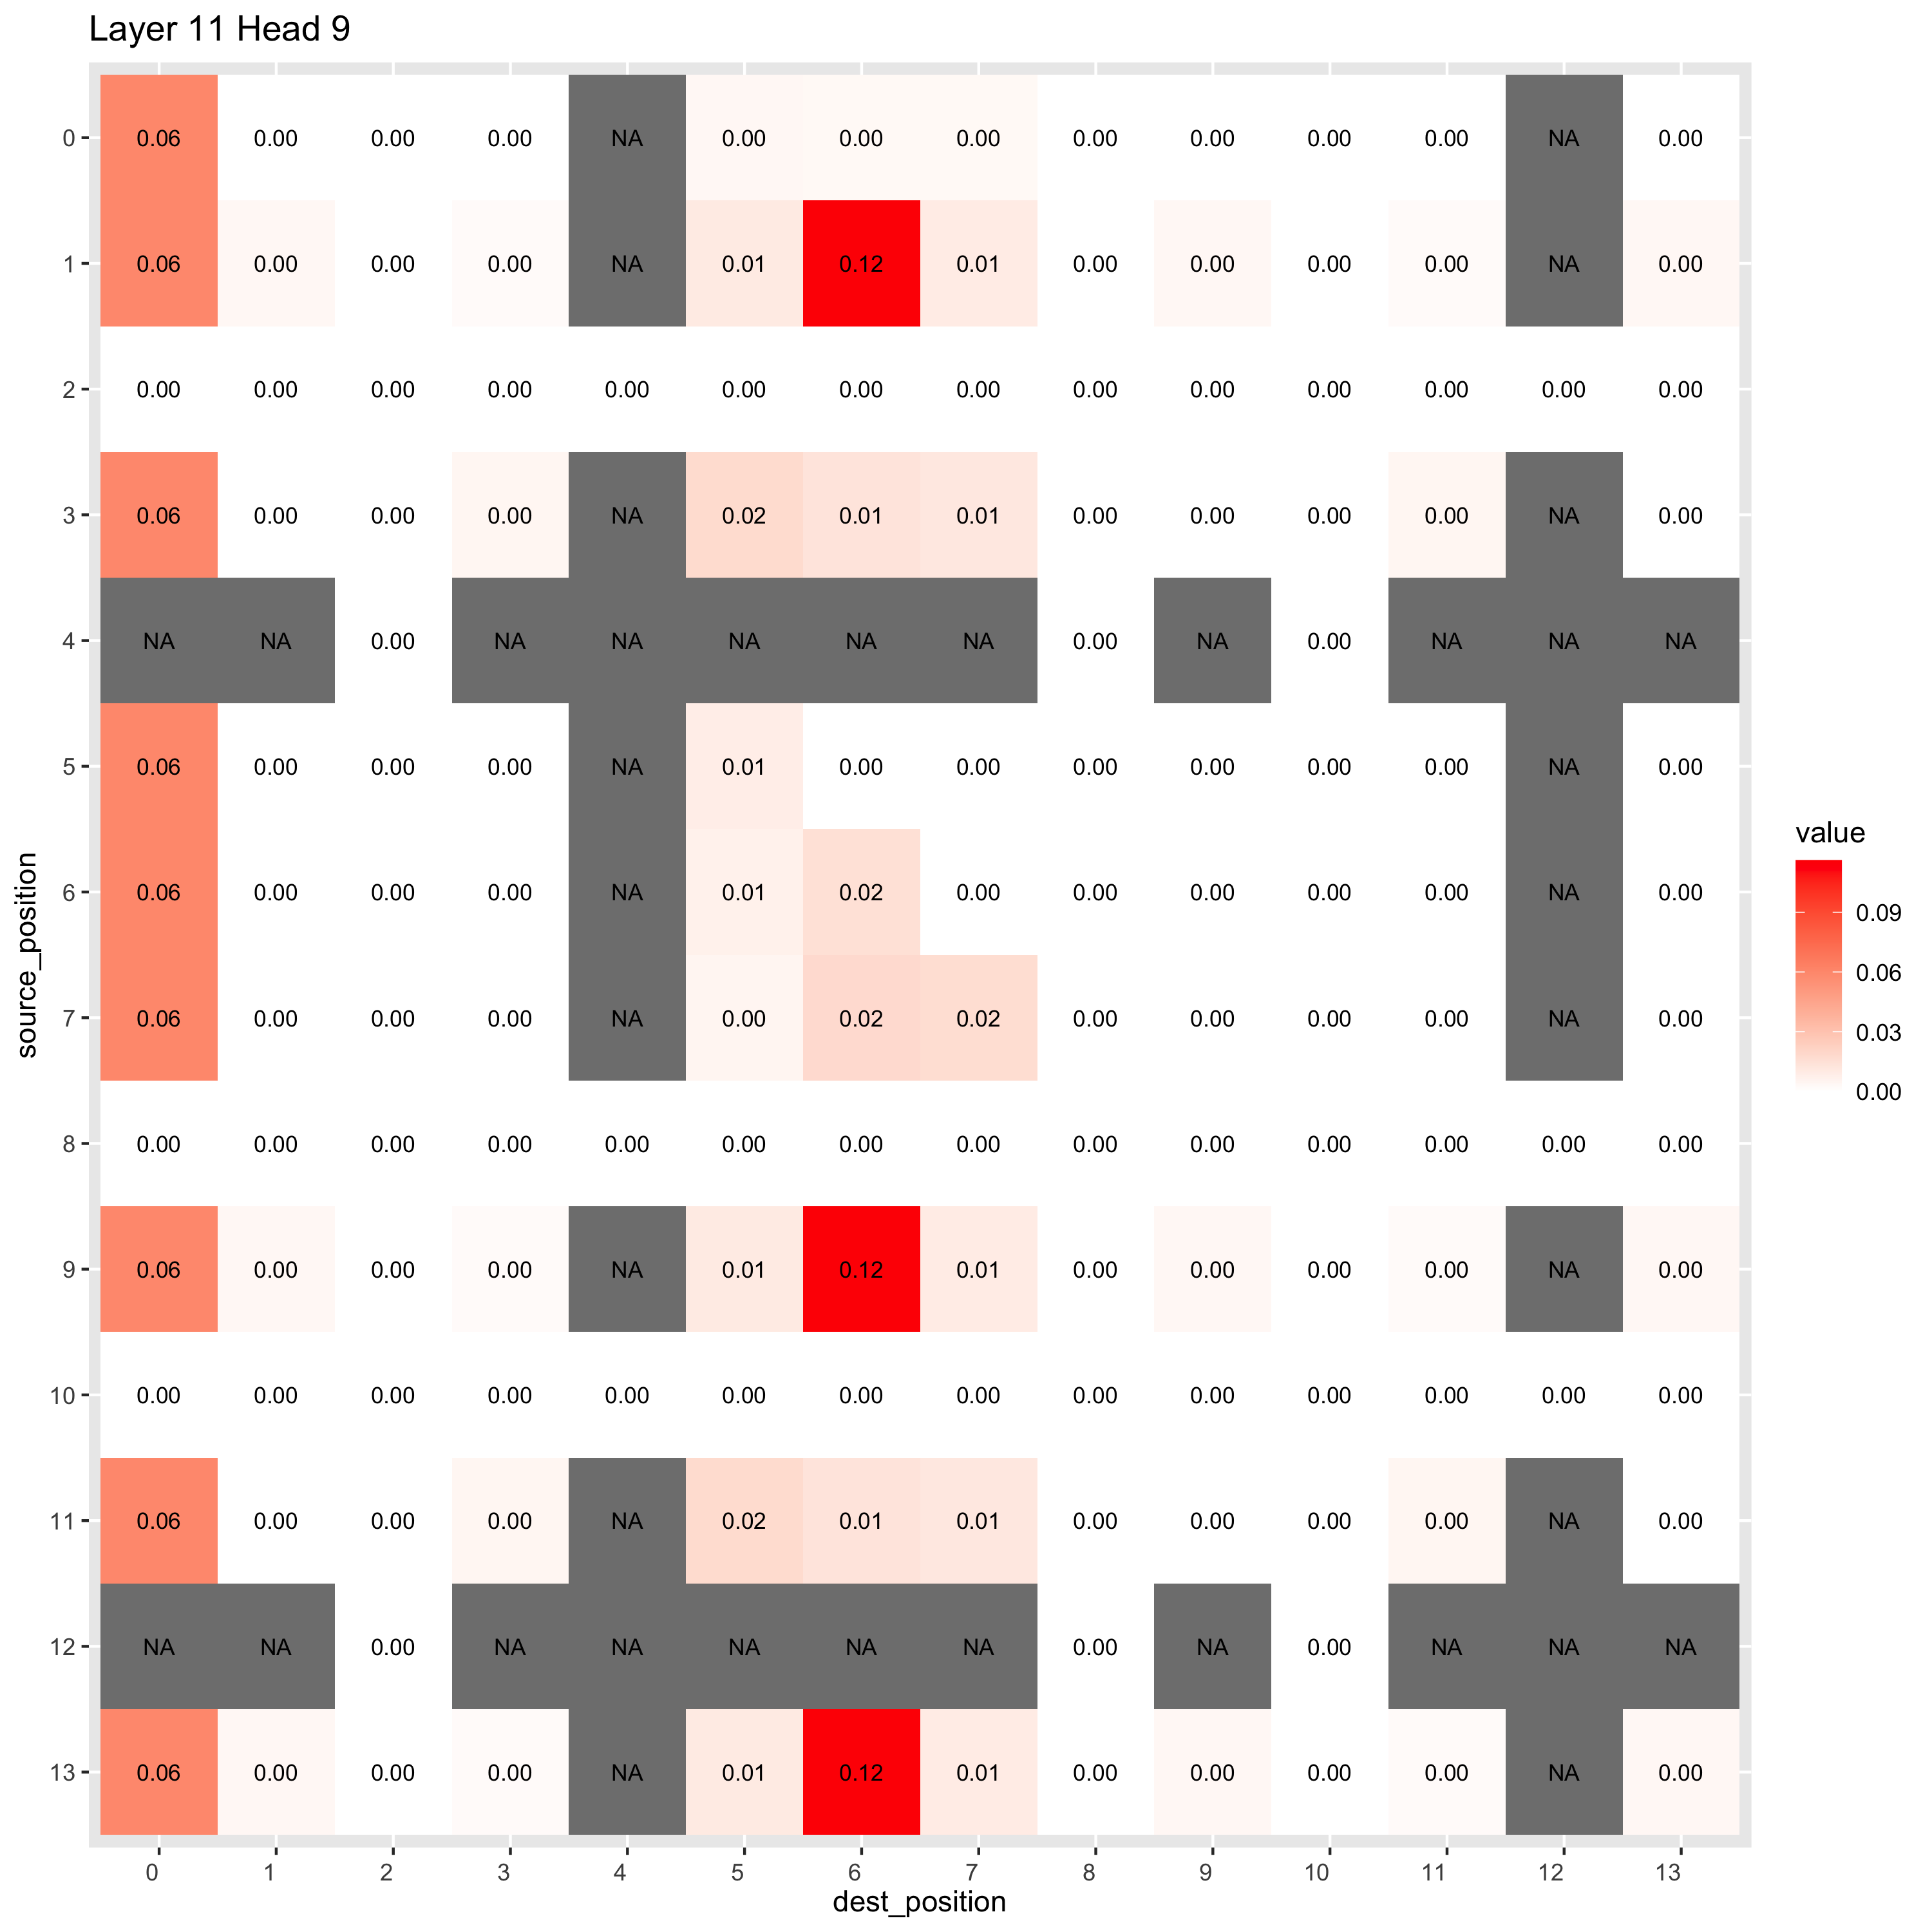 Layer 11 Head 9
0 0.06 0.00 0.00 0.00 NA 0.00 0.00 0.00 0.00 0.00 0.00 0.00 NA 0.00
1 0.06 0.00 0.00 0.00 NA 0.01 0.12 0.01 0.00 0.00 0.00 0.00 NA 0.00
2 0.00 0.00 0.00 0.00 0.00 0.00 0.00 0.00 0.00 0.00 0.00 0.00 0.00 0.00
3 0.06 0.00 0.00 0.00 NA 0.02 0.01 0.01 0.00 0.00 0.00 0.00 NA 0.00
4 NA NA 0.00 NA NA NA NA NA 0.00 NA 0.00 NA NA NA
5 0.06 0.00 0.00 0.00 NA 0.01 0.00 0.00 0.00 0.00 0.00 0.00 NA 0.00
6 0.06 0.00 0.00 0.00 NA 0.01 0.02 0.00 0.00 0.00 0.00 0.00 NA 0.00
7 0.06 0.00 0.00 0.00 NA 0.00 0.02 0.02 0.00 0.00 0.00 0.00 NA 0.00
8 0.00 0.00 0.00 0.00 0.00 0.00 0.00 0.00 0.00 0.00 0.00 0.00 0.00 0.00
9 0.06 0.00 0.00 0.00 NA 0.01 0.12 0.01 0.00 0.00 0.00 0.00 NA 0.00
10 0.00 0.00 0.00 0.00 0.00 0.00 0.00 0.00 0.00 0.00 0.00 0.00 0.00 0.00
11 0.06 0.00 0.00 0.00 NA 0.02 0.01 0.01 0.00 0.00 0.00 0.00 NA 0.00
12 NA NA 0.00 NA NA NA NA NA 0.00 NA 0.00 NA NA NA
13 0.06 0.00 0.00 0.00 NA 0.01 0.12 0.01 0.00 0.00 0.00 0.00 NA 0.00
0 1 2 3 4 5 6 7 8 9 10 11 12 13
dest_position
source_position
value
0.09
0.06
0.03
0.00